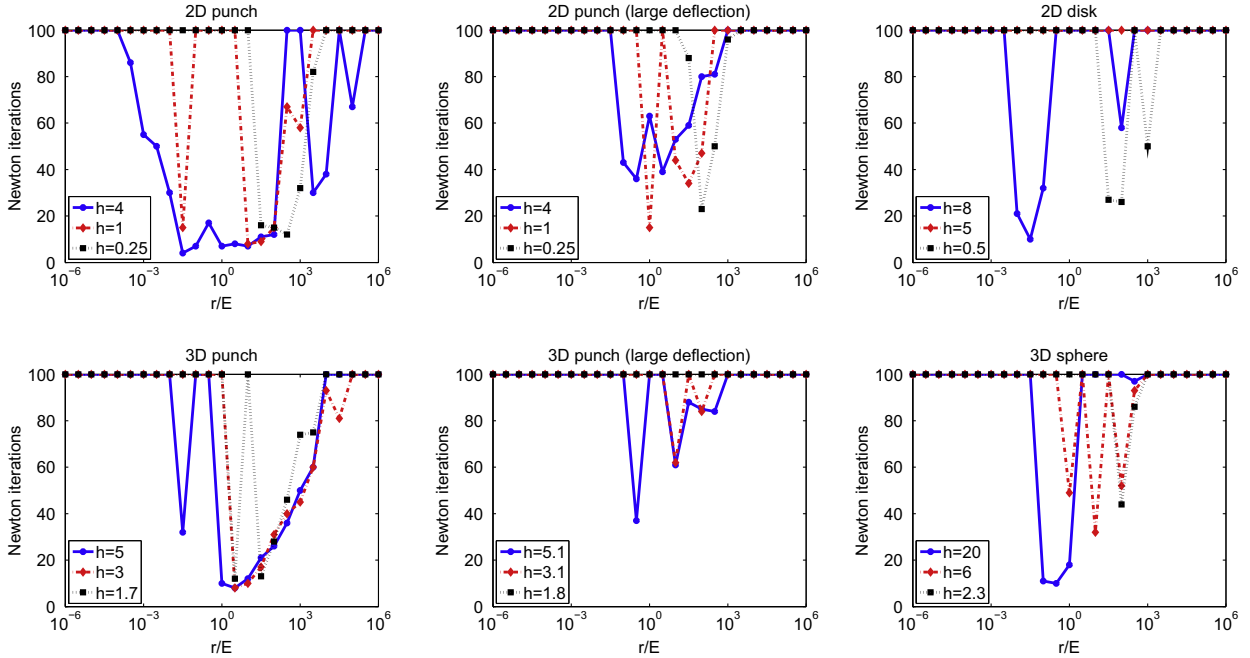 2D punch
Newton iterations
100
80
60
40
20
0
h=4
h=1
h=0.25
10^−6
10^−3
10^0
10^3
10^6
r/E
2D punch (large deflection)
Newton iterations
100
80
60
40
20
0
h=4
h=1
h=0.25
10^−6
10^−3
10^0
10^3
10^6
r/E
2D disk
Newton iterations
100
80
60
40
20
0
h=8
h=5
h=0.5
10^−6
10^−3
10^0
10^3
10^6
r/E
3D punch
Newton iterations
100
80
60
40
20
0
h=5
h=3
h=1.7
10^−6
10^−3
10^0
10^3
10^6
r/E
3D punch (large deflection)
Newton iterations
100
80
60
40
20
0
h=5.1
h=3.1
h=1.8
10^−6
10^−3
10^0
10^3
10^6
r/E
3D sphere
Newton iterations
100
80
60
40
20
0
h=20
h=6
h=2.3
10^−6
10^−3
10^0
10^3
10^6
r/E